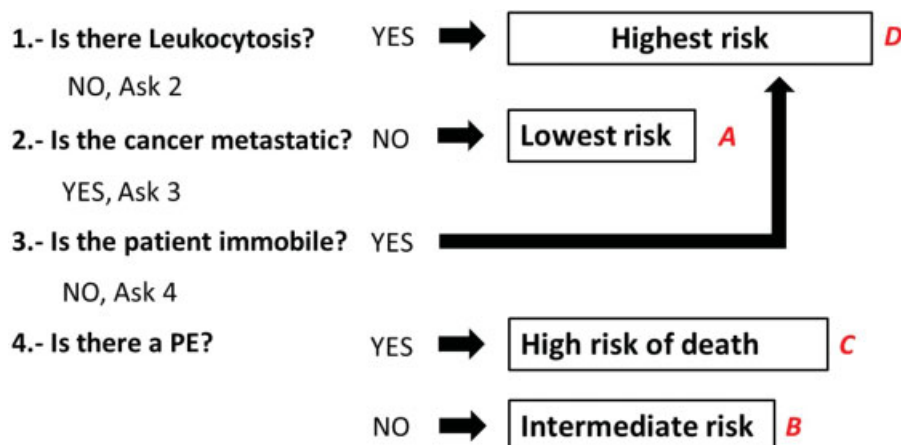 1.- Is there Leukocytosis? YES Highest risk D
NO, Ask 2
2.- Is the cancer metastatic? NO Lowest risk A
YES, Ask 3
3.- Is the patient immobile? YES
NO, Ask 4
4.- Is there a PE? YES High risk of death C
NO Intermediate risk B